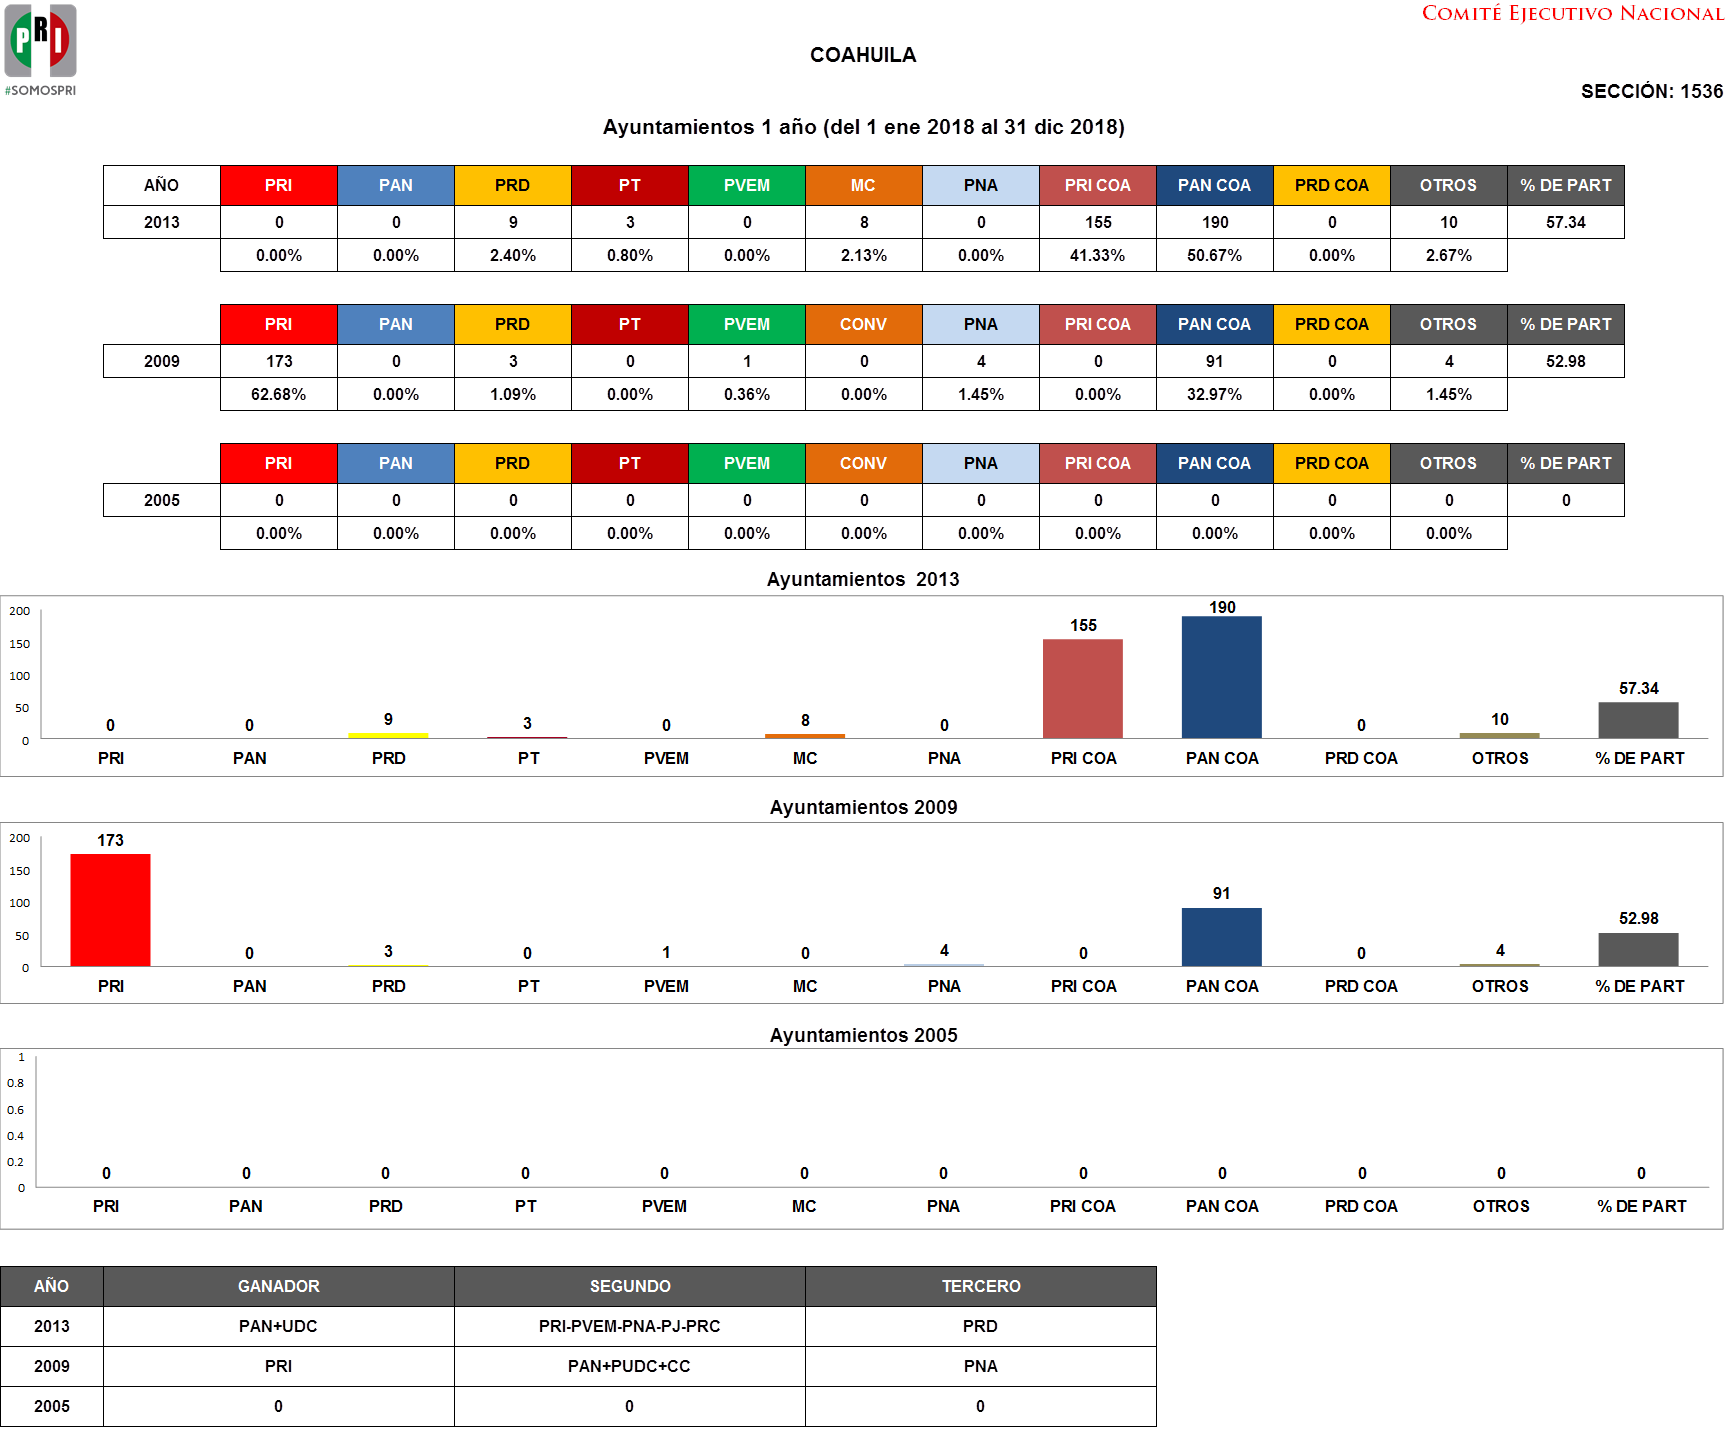 COMITÉ EJECUTIVO NACIONAL
PRI
#SOMOSPRI
COAHUILA
SECCIÓN: 1536
Ayuntamientos 1 año (del 1 ene 2018 al 31 dic 2018)
AÑO PRI PAN PRD PT PVEM MC PNA PRI COA PAN COA PRD COA OTROS % DE PART
2013 0 0 9 3 0 8 0 155 190 0 10 57.34
0.00% 0.00% 2.40% 0.80% 0.00% 2.13% 0.00% 41.33% 50.67% 0.00% 2.67%
PRI PAN PRD PT PVEM CONV PNA PRI COA PAN COA PRD COA OTROS % DE PART
2009 173 0 3 0 1 0 4 0 91 0 4 52.98
62.68% 0.00% 1.09% 0.00% 0.36% 0.00% 1.45% 0.00% 32.97% 0.00% 1.45%
PRI PAN PRD PT PVEM CONV PNA PRI COA PAN COA PRD COA OTROS % DE PART
2005 0 0 0 0 0 0 0 0 0 0 0 0
0.00% 0.00% 0.00% 0.00% 0.00% 0.00% 0.00% 0.00% 0.00% 0.00% 0.00%
Ayuntamientos 2013
200
150
100
50
0
0 0 9 3 0 8 0 155 190 0 10 57.34
PRI PAN PRD PT PVEM MC PNA PRI COA PAN COA PRD COA OTROS % DE PART
Ayuntamientos 2009
200
150
100
50
0
173 0 3 0 1 0 4 0 91 0 4 52.98
PRI PAN PRD PT PVEM MC PNA PRI COA PAN COA PRD COA OTROS % DE PART
Ayuntamientos 2005
1
0.8
0.6
0.4
0.2
0
0 0 0 0 0 0 0 0 0 0 0 0
PRI PAN PRD PT PVEM MC PNA PRI COA PAN COA PRD COA OTROS % DE PART
AÑO GANADOR SEGUNDO TERCERO
2013 PAN+UDC PRI-PVEM-PNA-PJ-PRC PRD
2009 PRI PAN+PUDC+CC PNA
2005 0 0 0